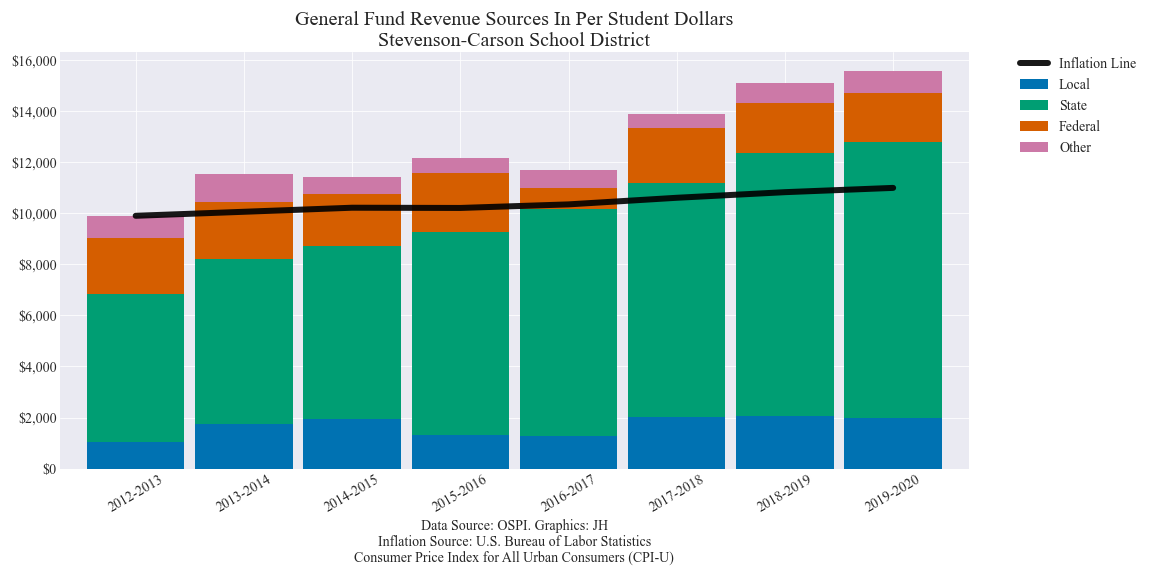 General Fund Revenue Sources In Per Student Dollars
Stevenson-Carson School District
$16,000
$14,000
$12,000
$10,000
$8,000
$6,000
$4,000
$2,000
$0
Inflation Line
Local
State
Federal
Other
2012-2013
2013-2014
2014-2015
2015-2016
2016-2017
2017-2018
2018-2019
2019-2020
Data Source: OSPI. Graphics: JH
Inflation Source: U.S. Bureau of Labor Statistics
Consumer Price Index for All Urban Consumers (CPI-U)